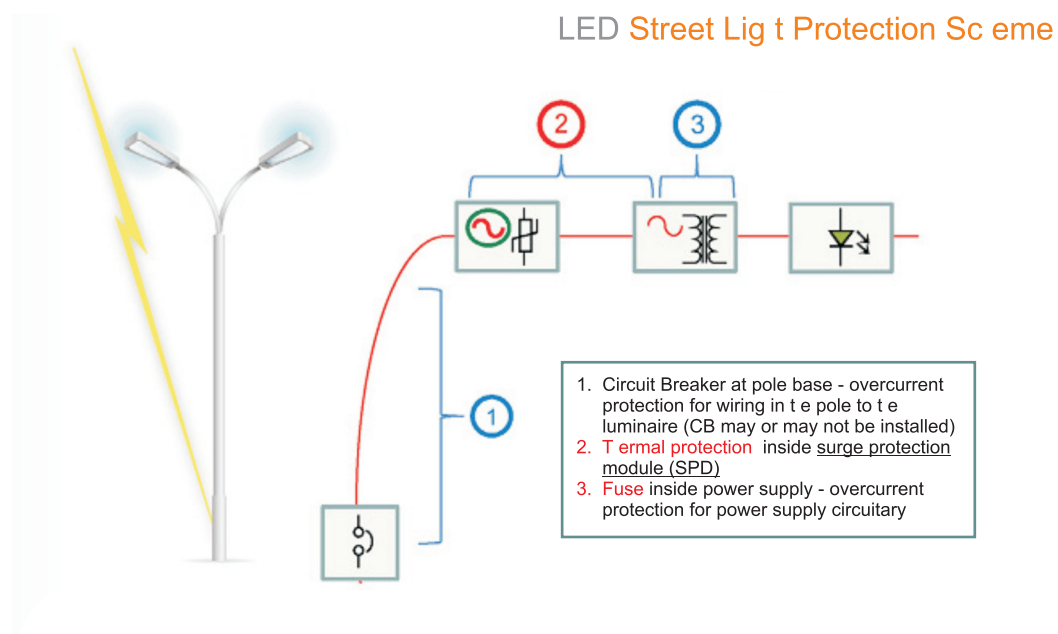 LED Street Lig t Protection Sc eme
2
3
1
1. Circuit Breaker at pole base - overcurrent
protection for wiring in t e pole to t e
luminaire (CB may or may not be installed)
2. T ermal protection inside surge protection
module (SPD)
3. Fuse inside power supply - overcurrent
protection for power supply circuitary